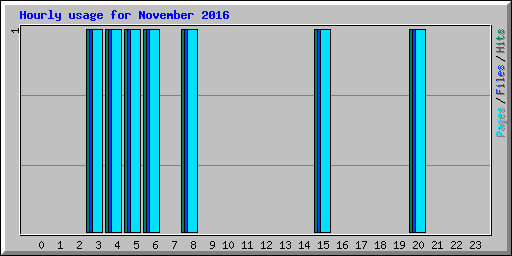 Hourly usage for November 2016
1
Pages/Files/Hits
0 1 2 3 4 5 6 7 8 9 10 11 12 13 14 15 16 17 18 19 20 21 22 23